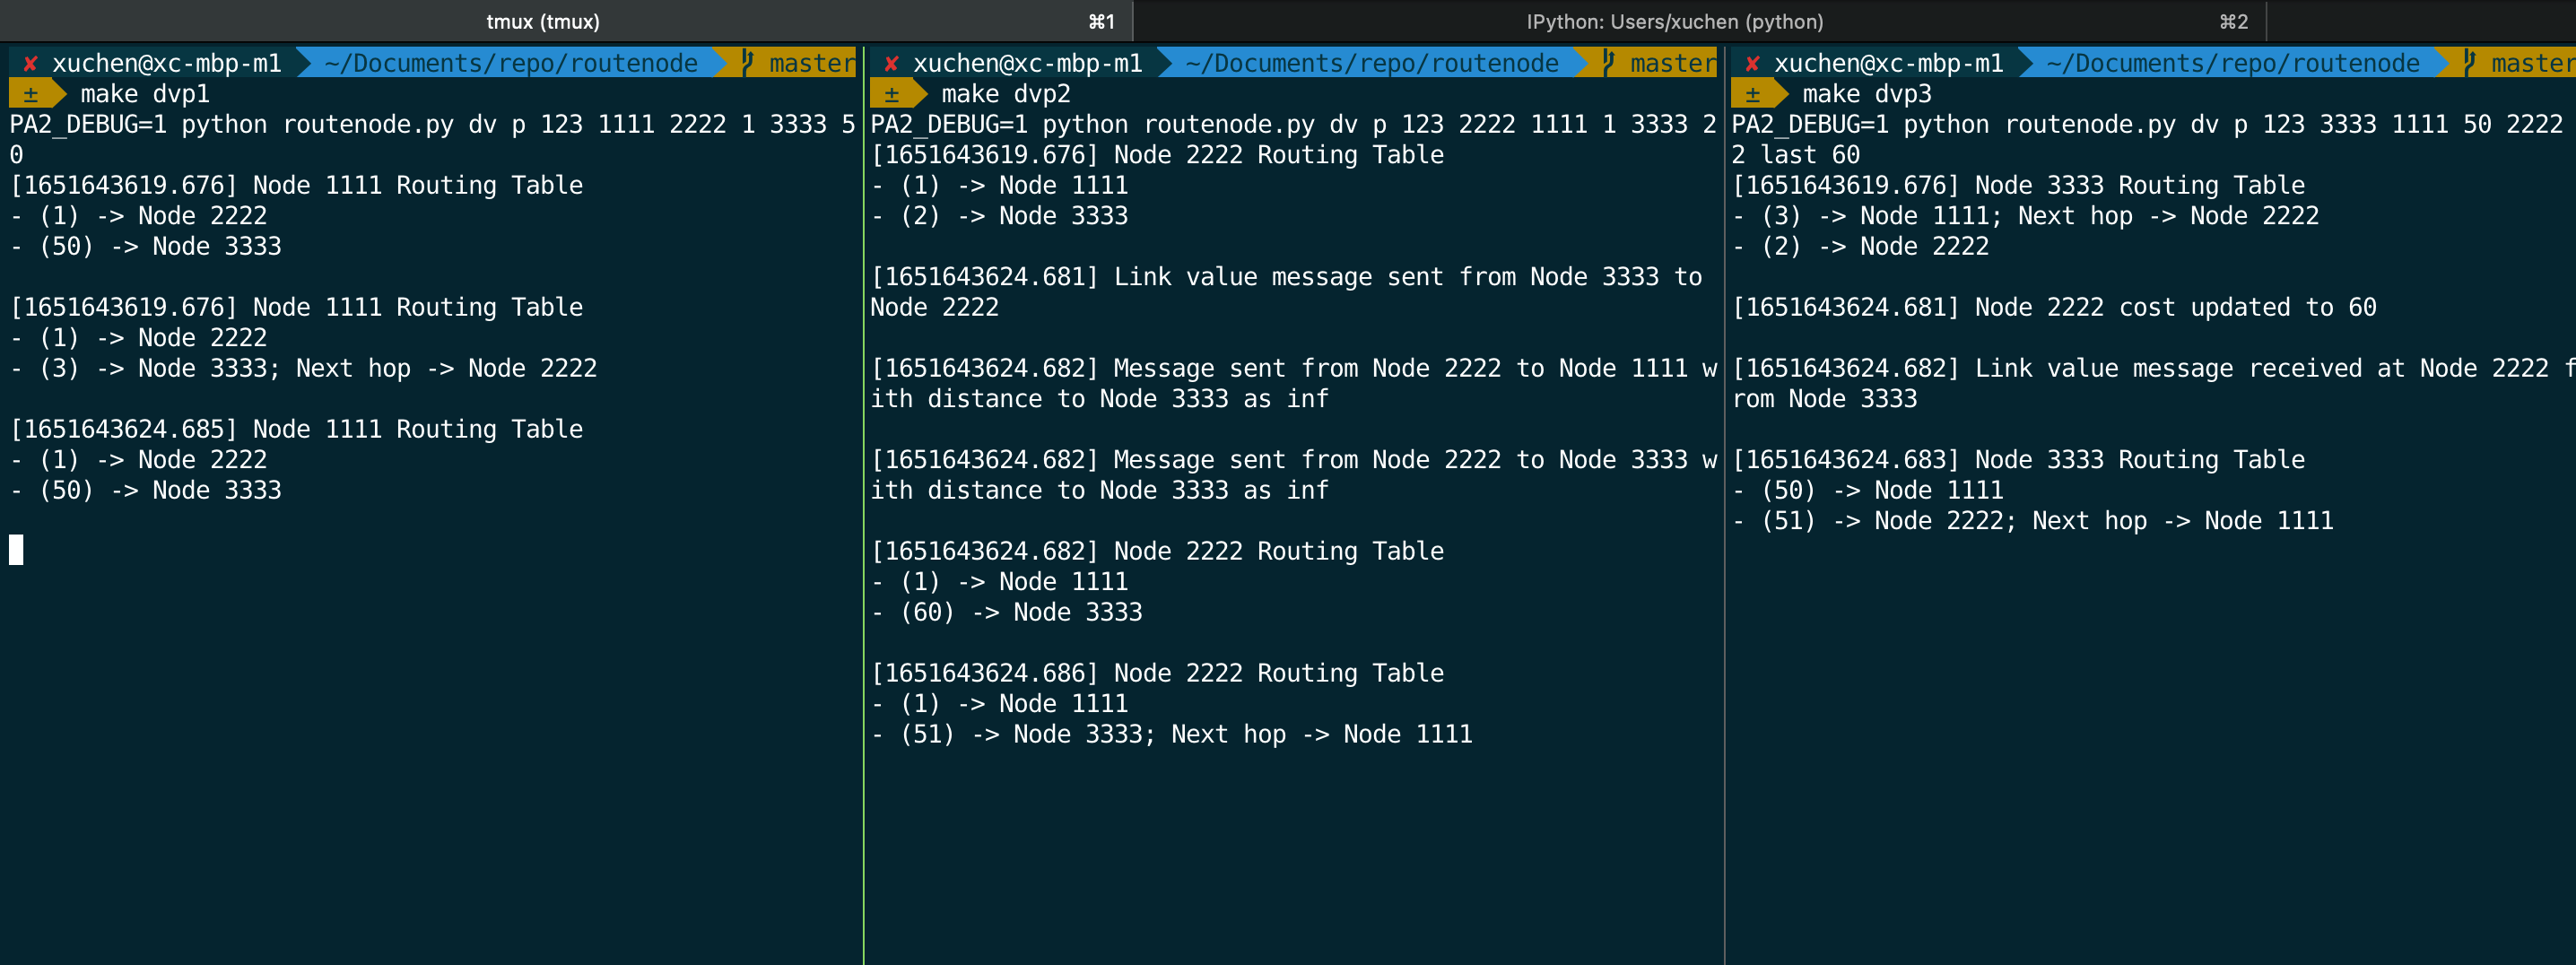 tmux (tmux) ⌘1 IPython: Users/xuchen (python) ⌘2
✘ xuchen@xc-mbp-m1 ~/Documents/repo/routenode master
± make dvp1
PA2_DEBUG=1 python routenode.py dv p 123 1111 2222 1 3333 5
0
[1651643619.676] Node 1111 Routing Table
- (1) -> Node 2222
- (50) -> Node 3333
[1651643619.676] Node 1111 Routing Table
- (1) -> Node 2222
- (3) -> Node 3333; Next hop -> Node 2222
[1651643624.685] Node 1111 Routing Table
- (1) -> Node 2222
- (50) -> Node 3333
✘ xuchen@xc-mbp-m1 ~/Documents/repo/routenode master
± make dvp2
PA2_DEBUG=1 python routenode.py dv p 123 2222 1111 1 3333 2
[1651643619.676] Node 2222 Routing Table
- (1) -> Node 1111
- (2) -> Node 3333
[1651643624.681] Link value message sent from Node 3333 to
Node 2222
[1651643624.682] Message sent from Node 2222 to Node 1111 w
ith distance to Node 3333 as inf
[1651643624.682] Message sent from Node 2222 to Node 3333 w
ith distance to Node 3333 as inf
[1651643624.682] Node 2222 Routing Table
- (1) -> Node 1111
- (60) -> Node 3333
[1651643624.686] Node 2222 Routing Table
- (1) -> Node 1111
- (51) -> Node 3333; Next hop -> Node 1111
✘ xuchen@xc-mbp-m1 ~/Documents/repo/routenode master
± make dvp3
PA2_DEBUG=1 python routenode.py dv p 123 3333 1111 50 2222
2 last 60
[1651643619.676] Node 3333 Routing Table
- (3) -> Node 1111; Next hop -> Node 2222
- (2) -> Node 2222
[1651643624.681] Node 2222 cost updated to 60
[1651643624.682] Link value message received at Node 2222 f
rom Node 3333
[1651643624.683] Node 3333 Routing Table
- (50) -> Node 1111
- (51) -> Node 2222; Next hop -> Node 1111